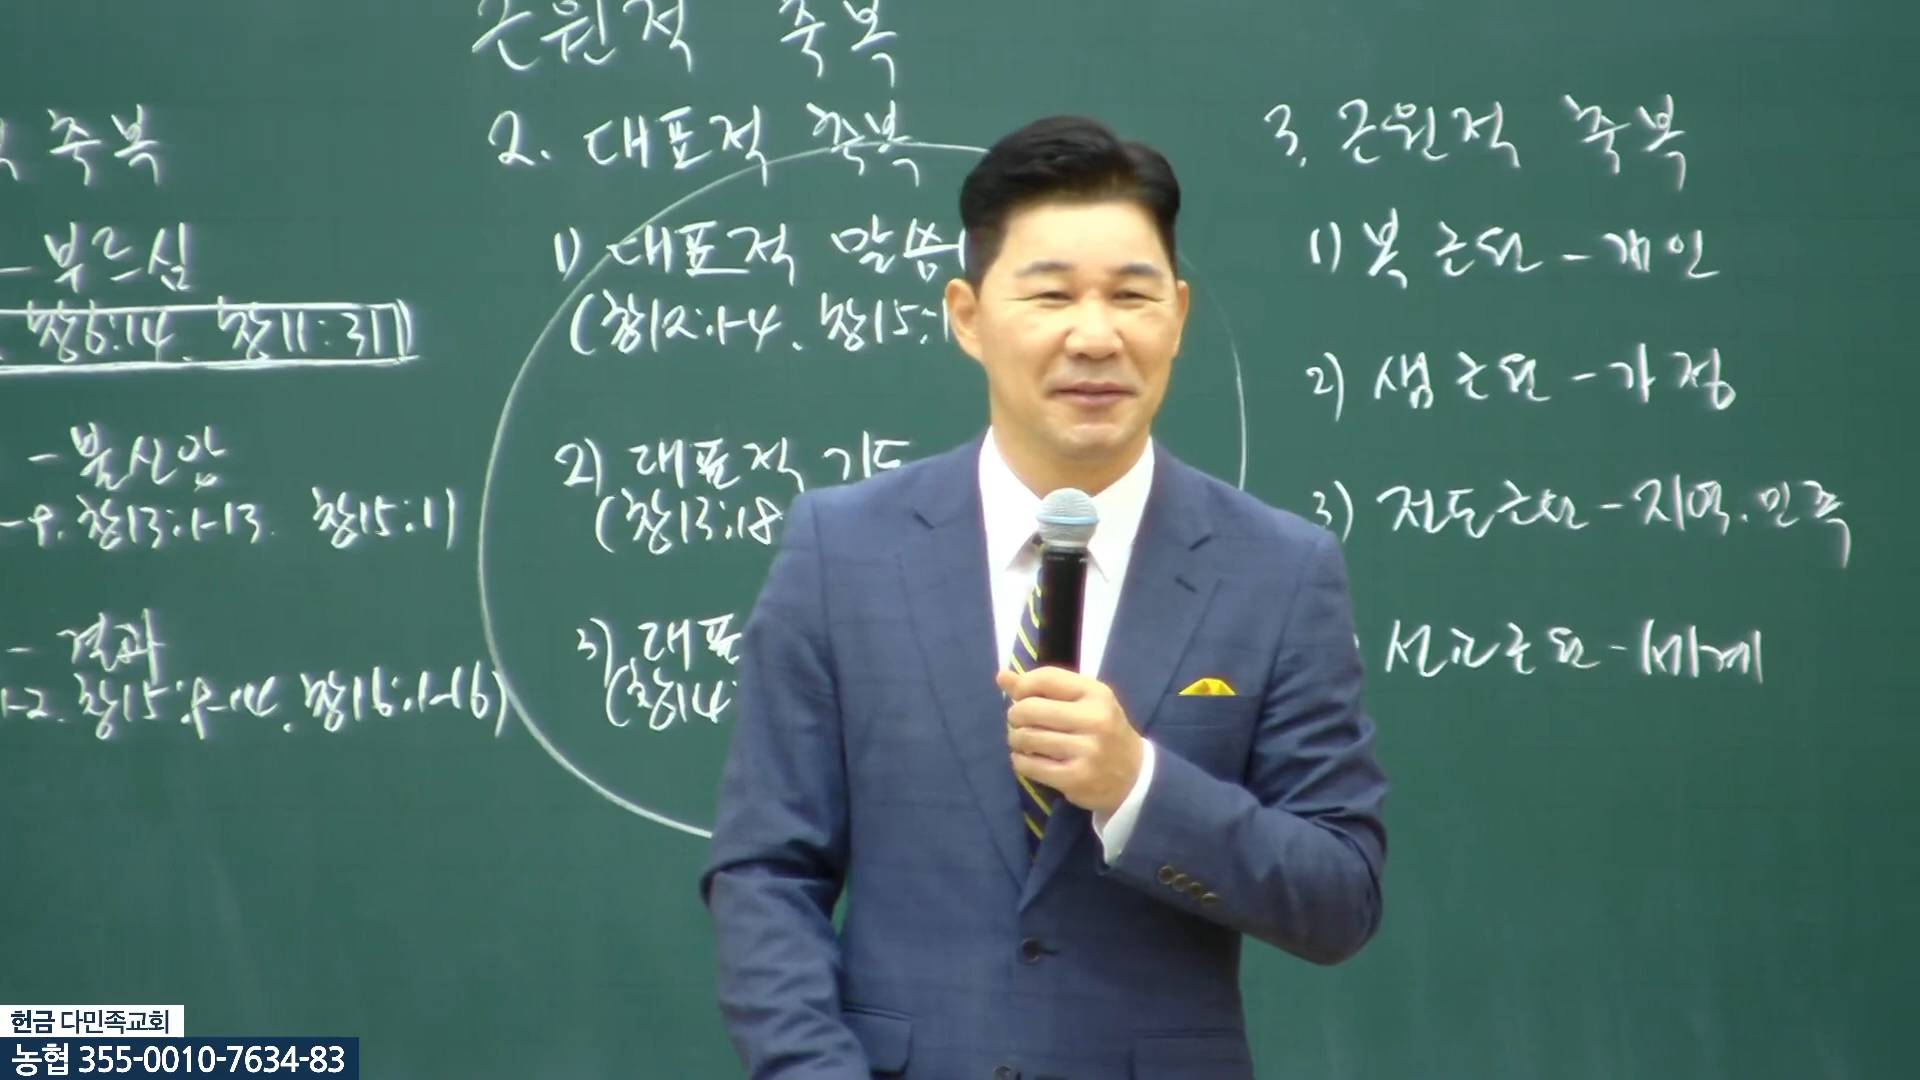 근원적 축복
축복
- 부르심
창6:14, 창11:31)
- 불신앙
-9, 창13:1-13, 창15:1)
- 결과
1-2, 창15:9-14, 창16:1-16)
2. 대표적 축복
1) 대표적 말씀
(창12:1-4, 창15:1
2) 대표적 기도
(창13:18
3) 대표
(창14:
3. 근원적 축복
1) 복 근원 - 개인
2) 샘 근원 - 가정
3) 전도근원 - 지역, 민족
선교근원 - 세계
헌금 다민족교회
농협 355-0010-7634-83